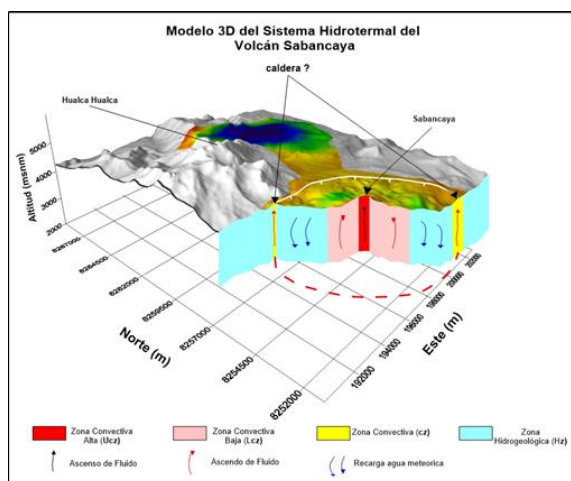 Modelo 3D del Sistema Hidrotermal del
Volcán Sabancaya
caldera ?
Hualca Hualca
Sabancaya
Altitud (msnm)
5000
4000
3000
2000
8267000
8264500
8262000
8259500
8257000
8254500
8252000
Norte (m)
192000
194000
196000
198000
200000
Este (m)
Zona Convectiva
Alta (Ucz)
Zona Convectiva
Baja (Lcz)
Zona Convectiva (cz)
Zona
Hidrogeológica (Hz)
Ascenso de Fluido
Ascendo de Fluido
Recarga agua meteorica